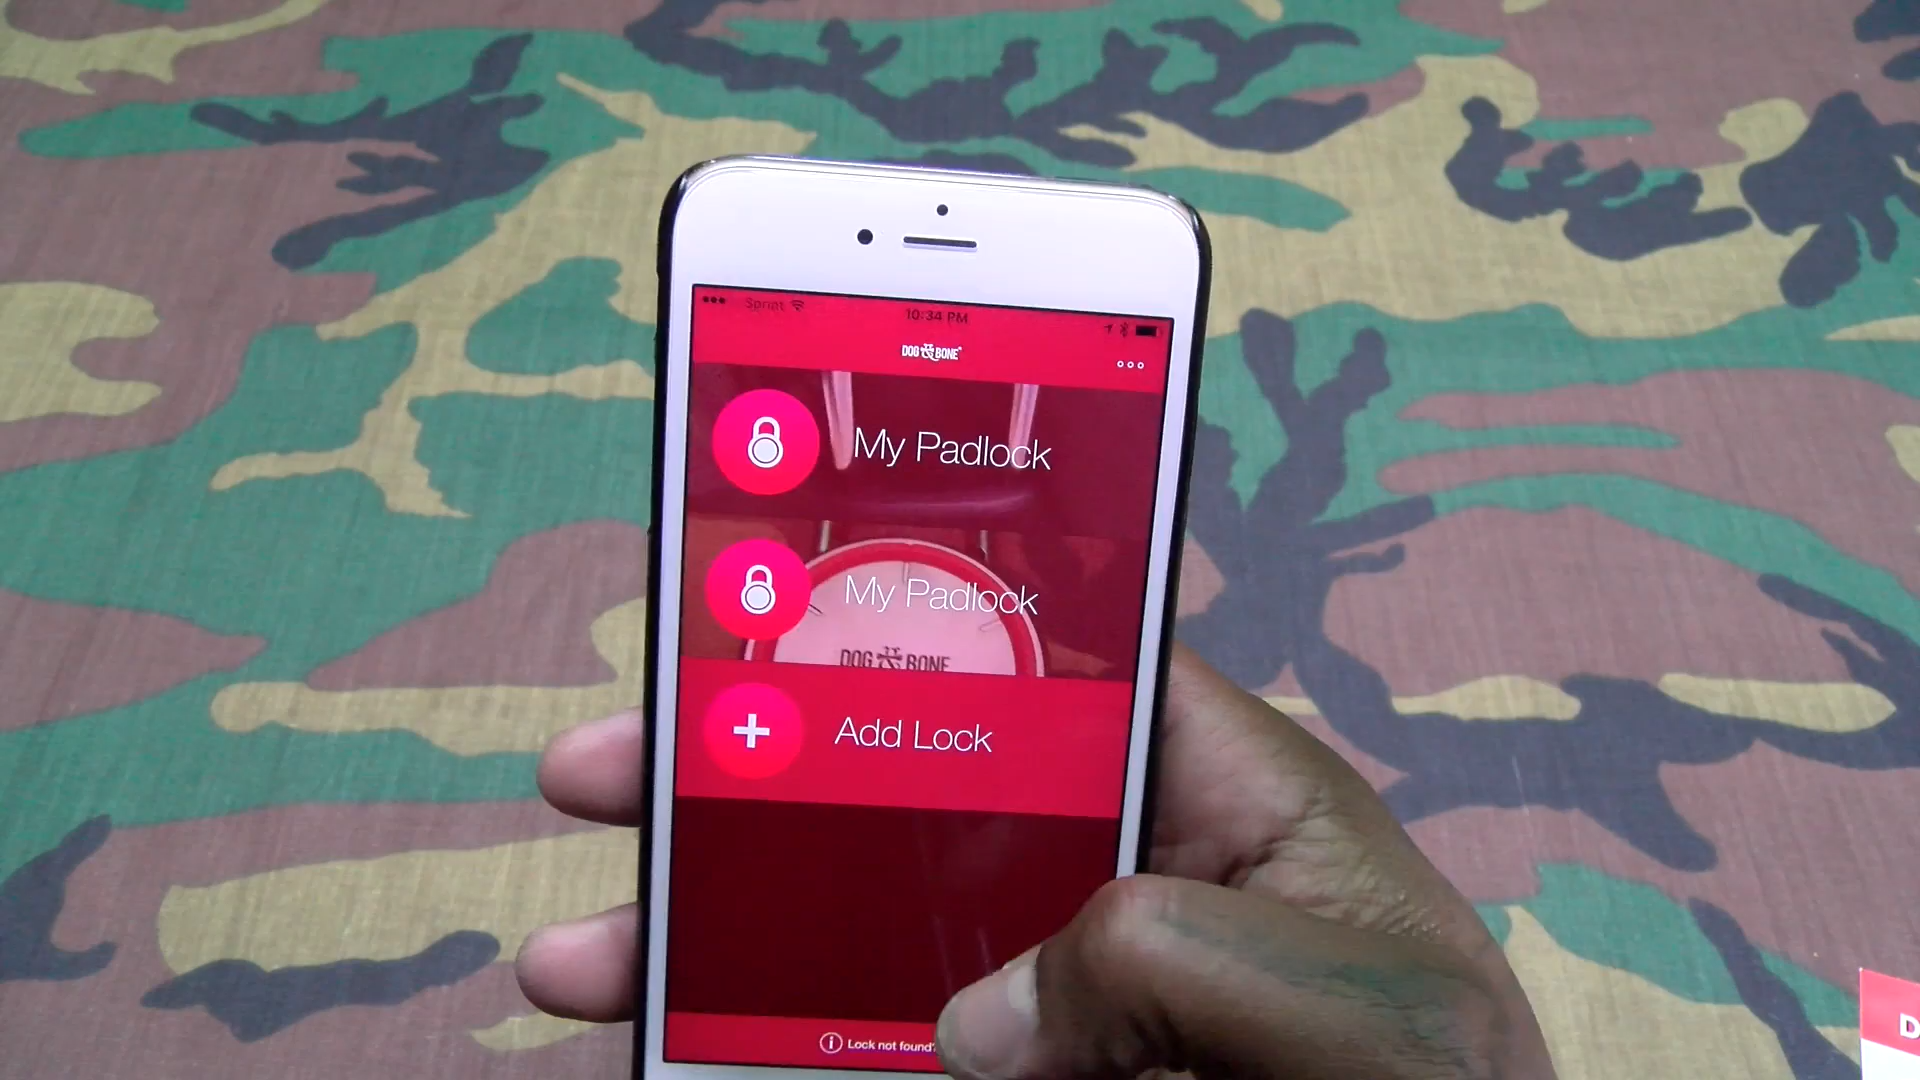 Sprint
10:34 PM
DOG & BONE
My Padlock
My Padlock
DOG & BONE
Add Lock
Lock not found?
D